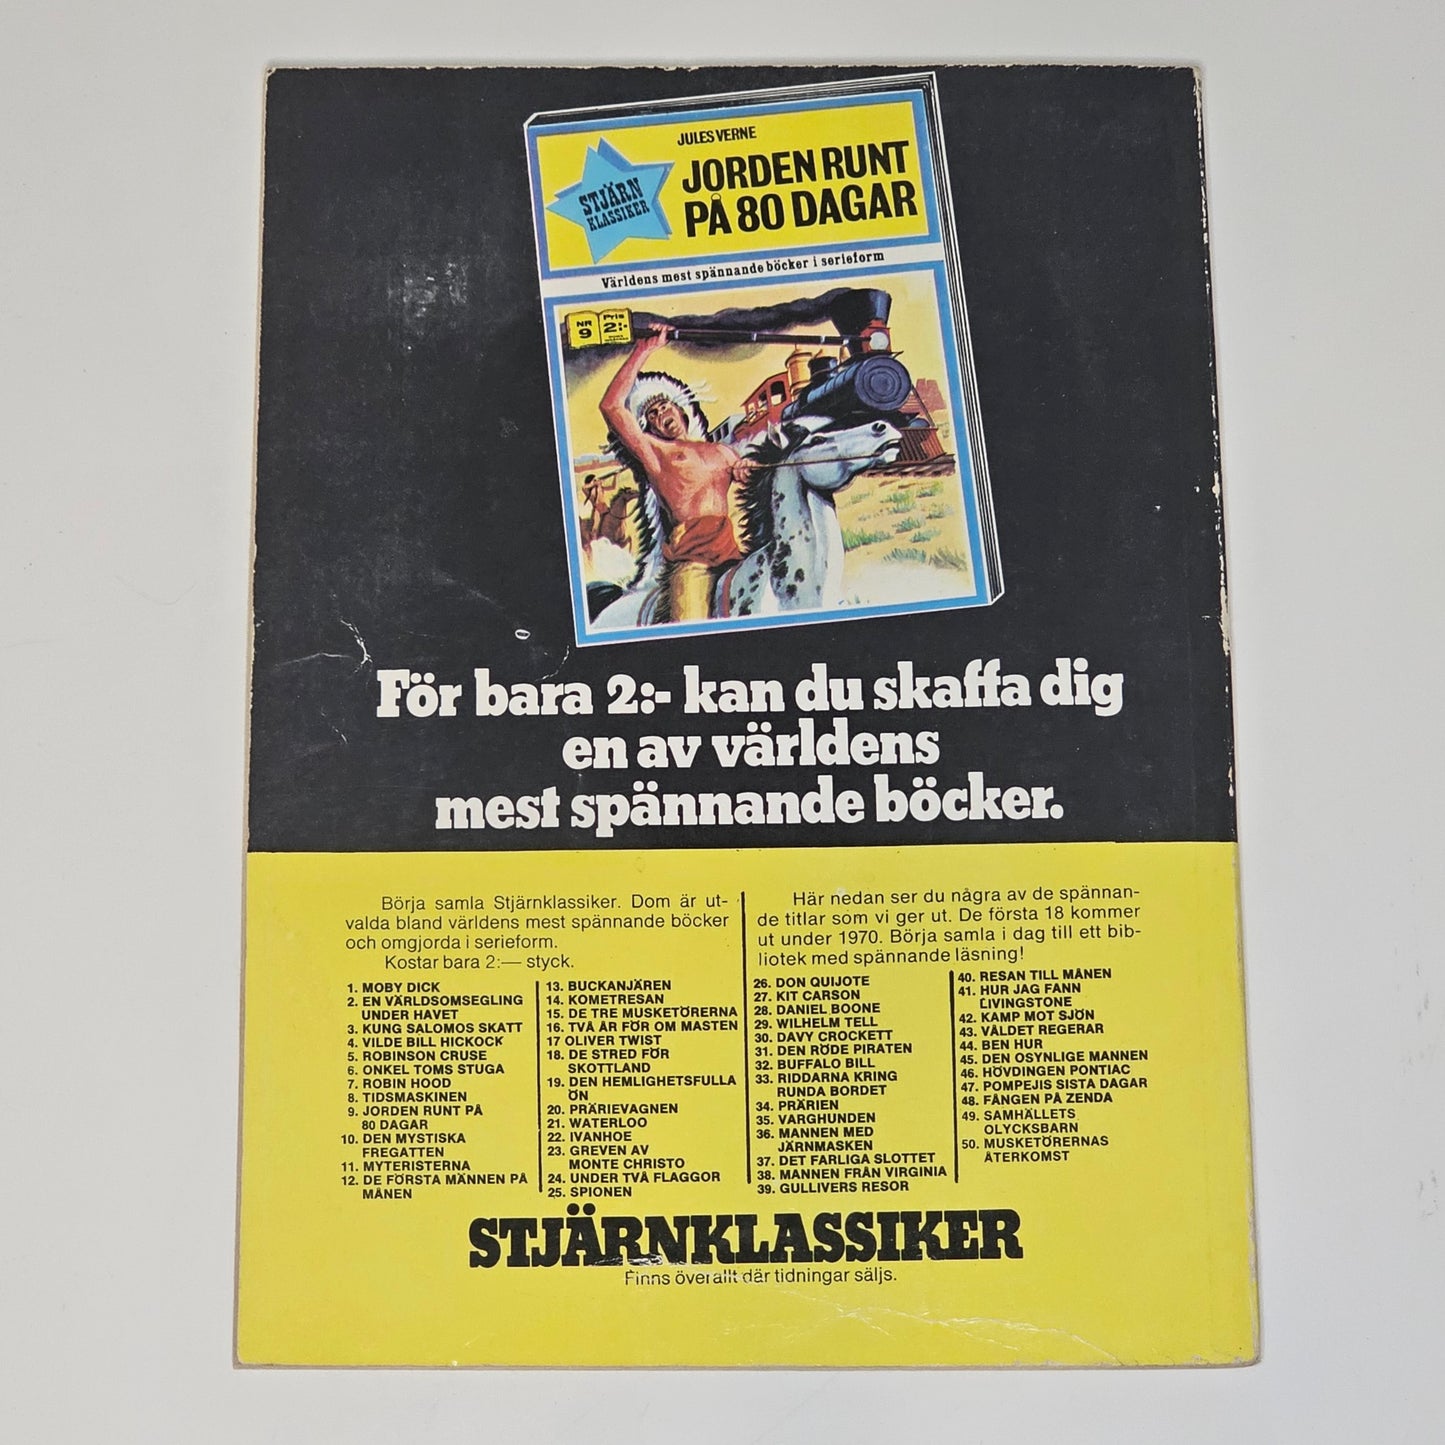 JULES VERNE
JORDEN RUNT
PÅ 80 DAGAR
STJÄRN
KLASSIKER
Världens mest spännande böcker i serieform
NR
9
Pris
2:-
För bara 2:- kan du skaffa dig
en av världens
mest spännande böcker.
Börja samla Stjärnklassiker. Dom är ut-
valda bland världens mest spännande böcker
och omgjorda i serieform.
Kostar bara 2:— styck.
Här nedan ser du några av de spännan-
de titlar som vi ger ut. De första 18 kommer
ut under 1970. Börja samla i dag till ett bib-
liotek med spännande läsning!
1. MOBY DICK
2. EN VÄRLDSOMSEGLING
UNDER HAVET
3. KUNG SALOMOS SKATT
4. VILDE BILL HICKOCK
5. ROBINSON CRUSE
6. ONKEL TOMS STUGA
7. ROBIN HOOD
8. TIDSMASKINEN
9. JORDEN RUNT PÅ
80 DAGAR
10. DEN MYSTISKA
FREGATTEN
11. MYTERISTERNA
12. DE FÖRSTA MÄNNEN PÅ
MÅNEN
13. BUCKANJÄREN
14. KOMETRESAN
15. DE TRE MUSKETÖRERNA
16. TVÅ ÅR FÖR OM MASTEN
17 OLIVER TWIST
18. DE STRED FÖR
SKOTTLAND
19. DEN HEMLIGHETSFULLA
ÖN
20. PRÄRIEVAGNEN
21. WATERLOO
22. IVANHOE
23. GREVEN AV
MONTE CHRISTO
24. UNDER TVÅ FLAGGOR
25. SPIONEN
26. DON QUIJOTE
27. KIT CARSON
28. DANIEL BOONE
29. WILHELM TELL
30. DAVY CROCKETT
31. DEN RÖDE PIRATEN
32. BUFFALO BILL
33. RIDDARNA KRING
RUNDA BORDET
34. PRÄRIEN
35. VARGHUNDEN
36. MANNEN MED
JÄRNMASKEN
37. DET FARLIGA SLOTTET
38. MANNEN FRÅN VIRGINIA
39. GULLIVERS RESOR
40. RESAN TILL MÅNEN
41. HUR JAG FANN
LIVINGSTONE
42. KAMP MOT SJÖN
43. VÅLDET REGERAR
44. BEN HUR
45. DEN OSYNLIGE MANNEN
46. HÖVDINGEN PONTIAC
47. POMPEJIS SISTA DAGAR
48. FÅNGEN PÅ ZENDA
49. SAMHÄLLETS
OLYCKSBARN
50. MUSKETÖRERNAS
ÅTERKOMST
STJÄRNKLASSIKER
Finns överallt där tidningar säljs.